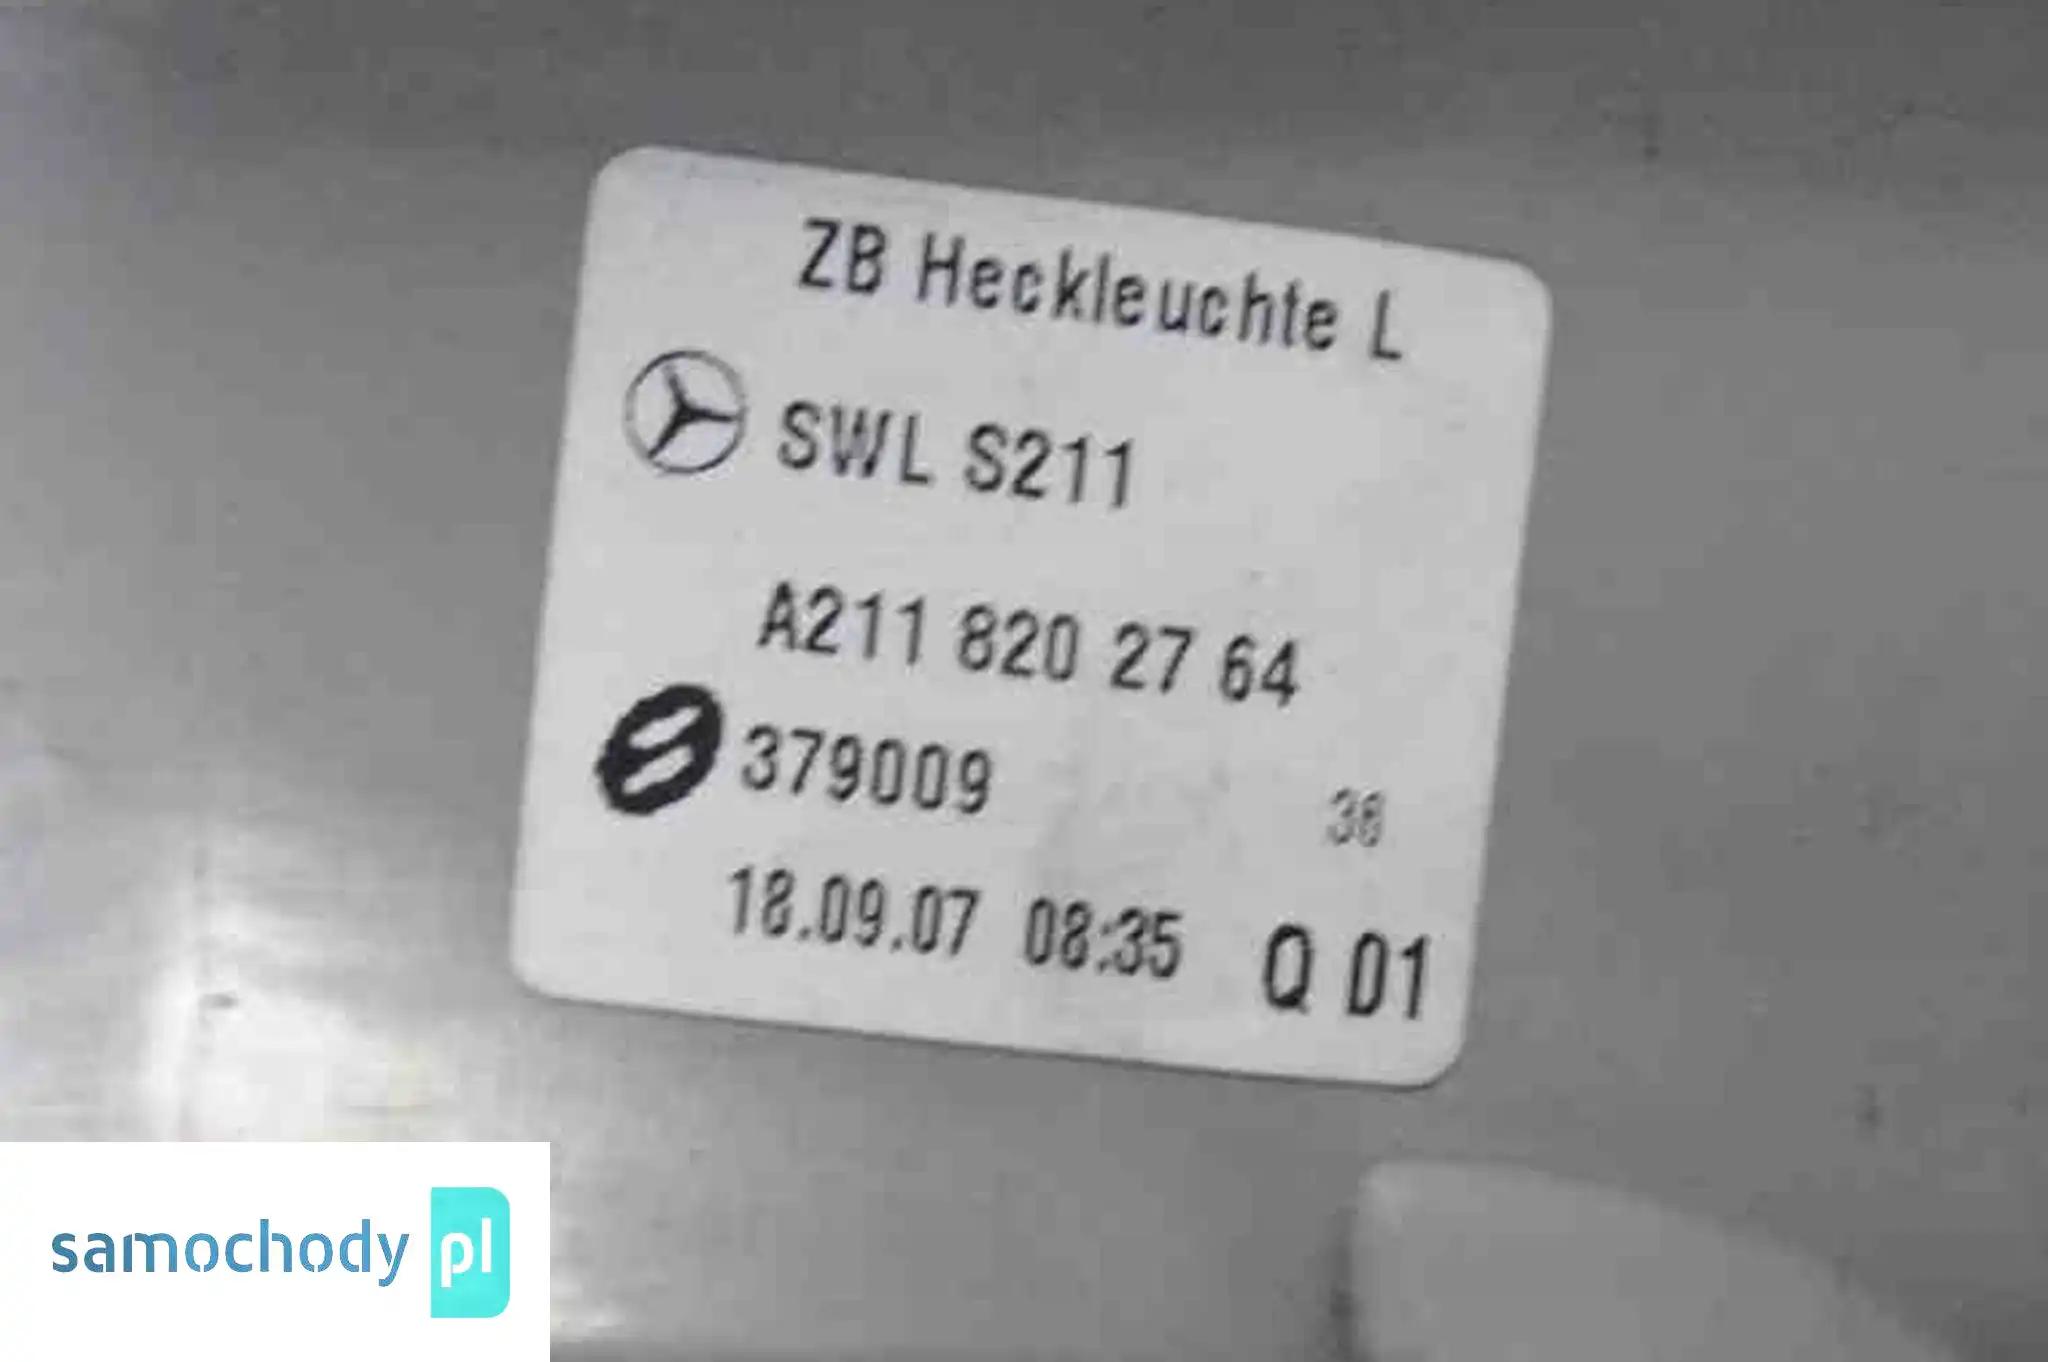 ZB Heckleuchte L
SWL S211
A211 820 27 64
379009
38
18.09.07 08:35 Q 01
samochody pl